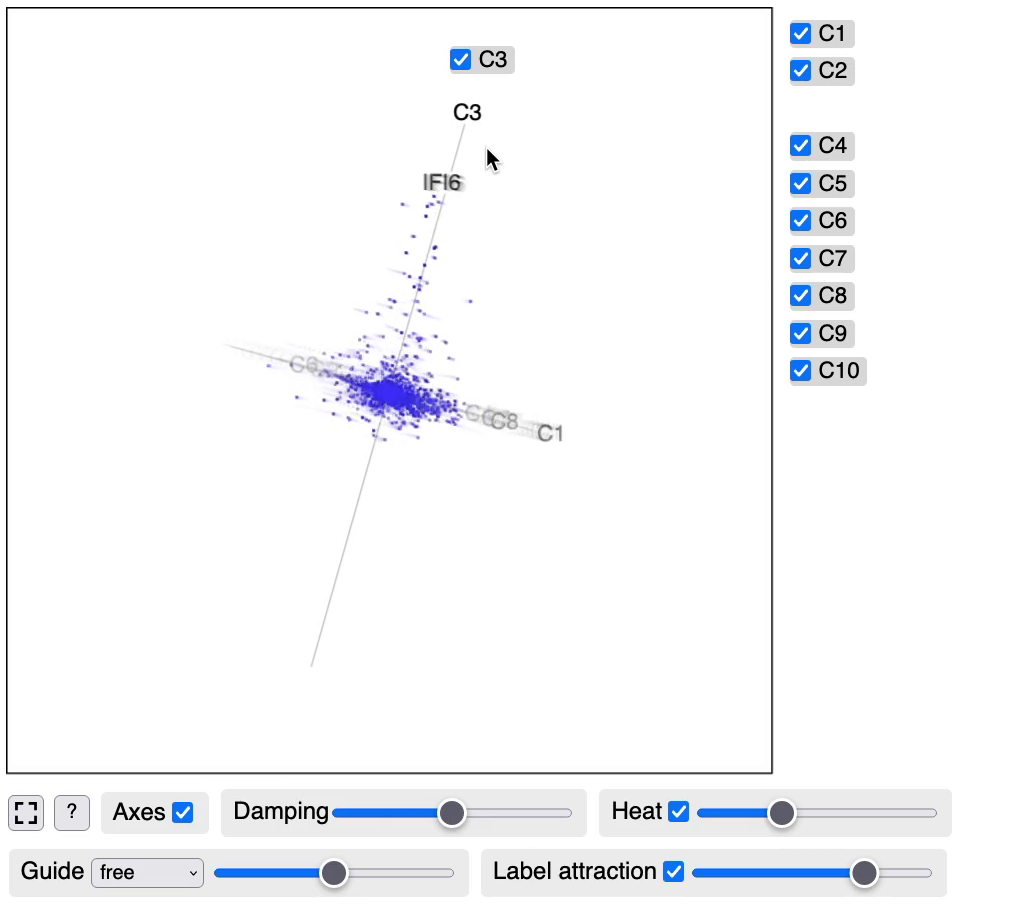 C3
C3
IFI6
C6
C8
C1
C1
C2
C4
C5
C6
C7
C8
C9
C10
? Axes Damping Heat
Guide free Label attraction